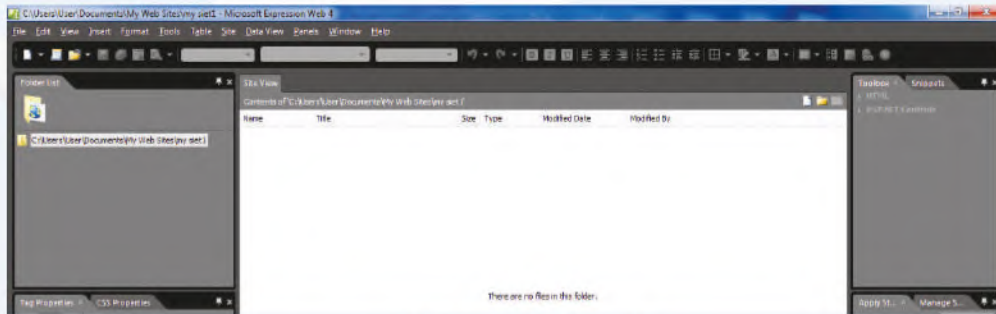 C:\Users\User\Documents\My Web Sites\my siet1 - Microsoft Expression Web 4
File Edit View Insert Format Tools Table Site Data View Panels Window Help
Folder List
Site View
Toolbox Snippets
Contents of 'C:\Users\User\Documents\My Web Sites\my siet1'
HTML
ASP.NET Controls
Name Title Size Type Modified Date Modified By
C:\Users\User\Documents\My Web Sites\my siet1
There are no files in this folder.
Tag Properties CSS Properties
Apply St... Manage S...